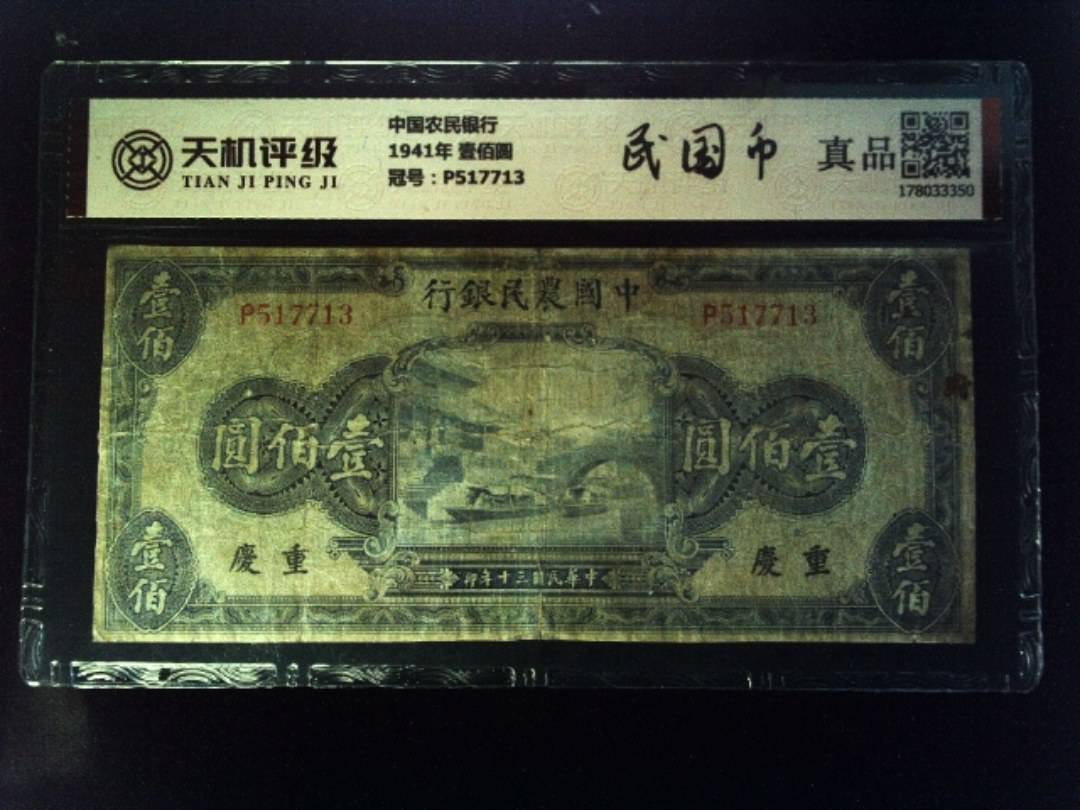 天机评级
TIAN JI PING JI
中国农民银行
1941年 壹佰圓
冠号：P517713
民国币
真品
178033350
中國農民銀行
P517713
P517713
壹佰
壹佰
壹佰圓
壹佰圓
重慶
重慶
壹佰
壹佰
中華民國三十年印